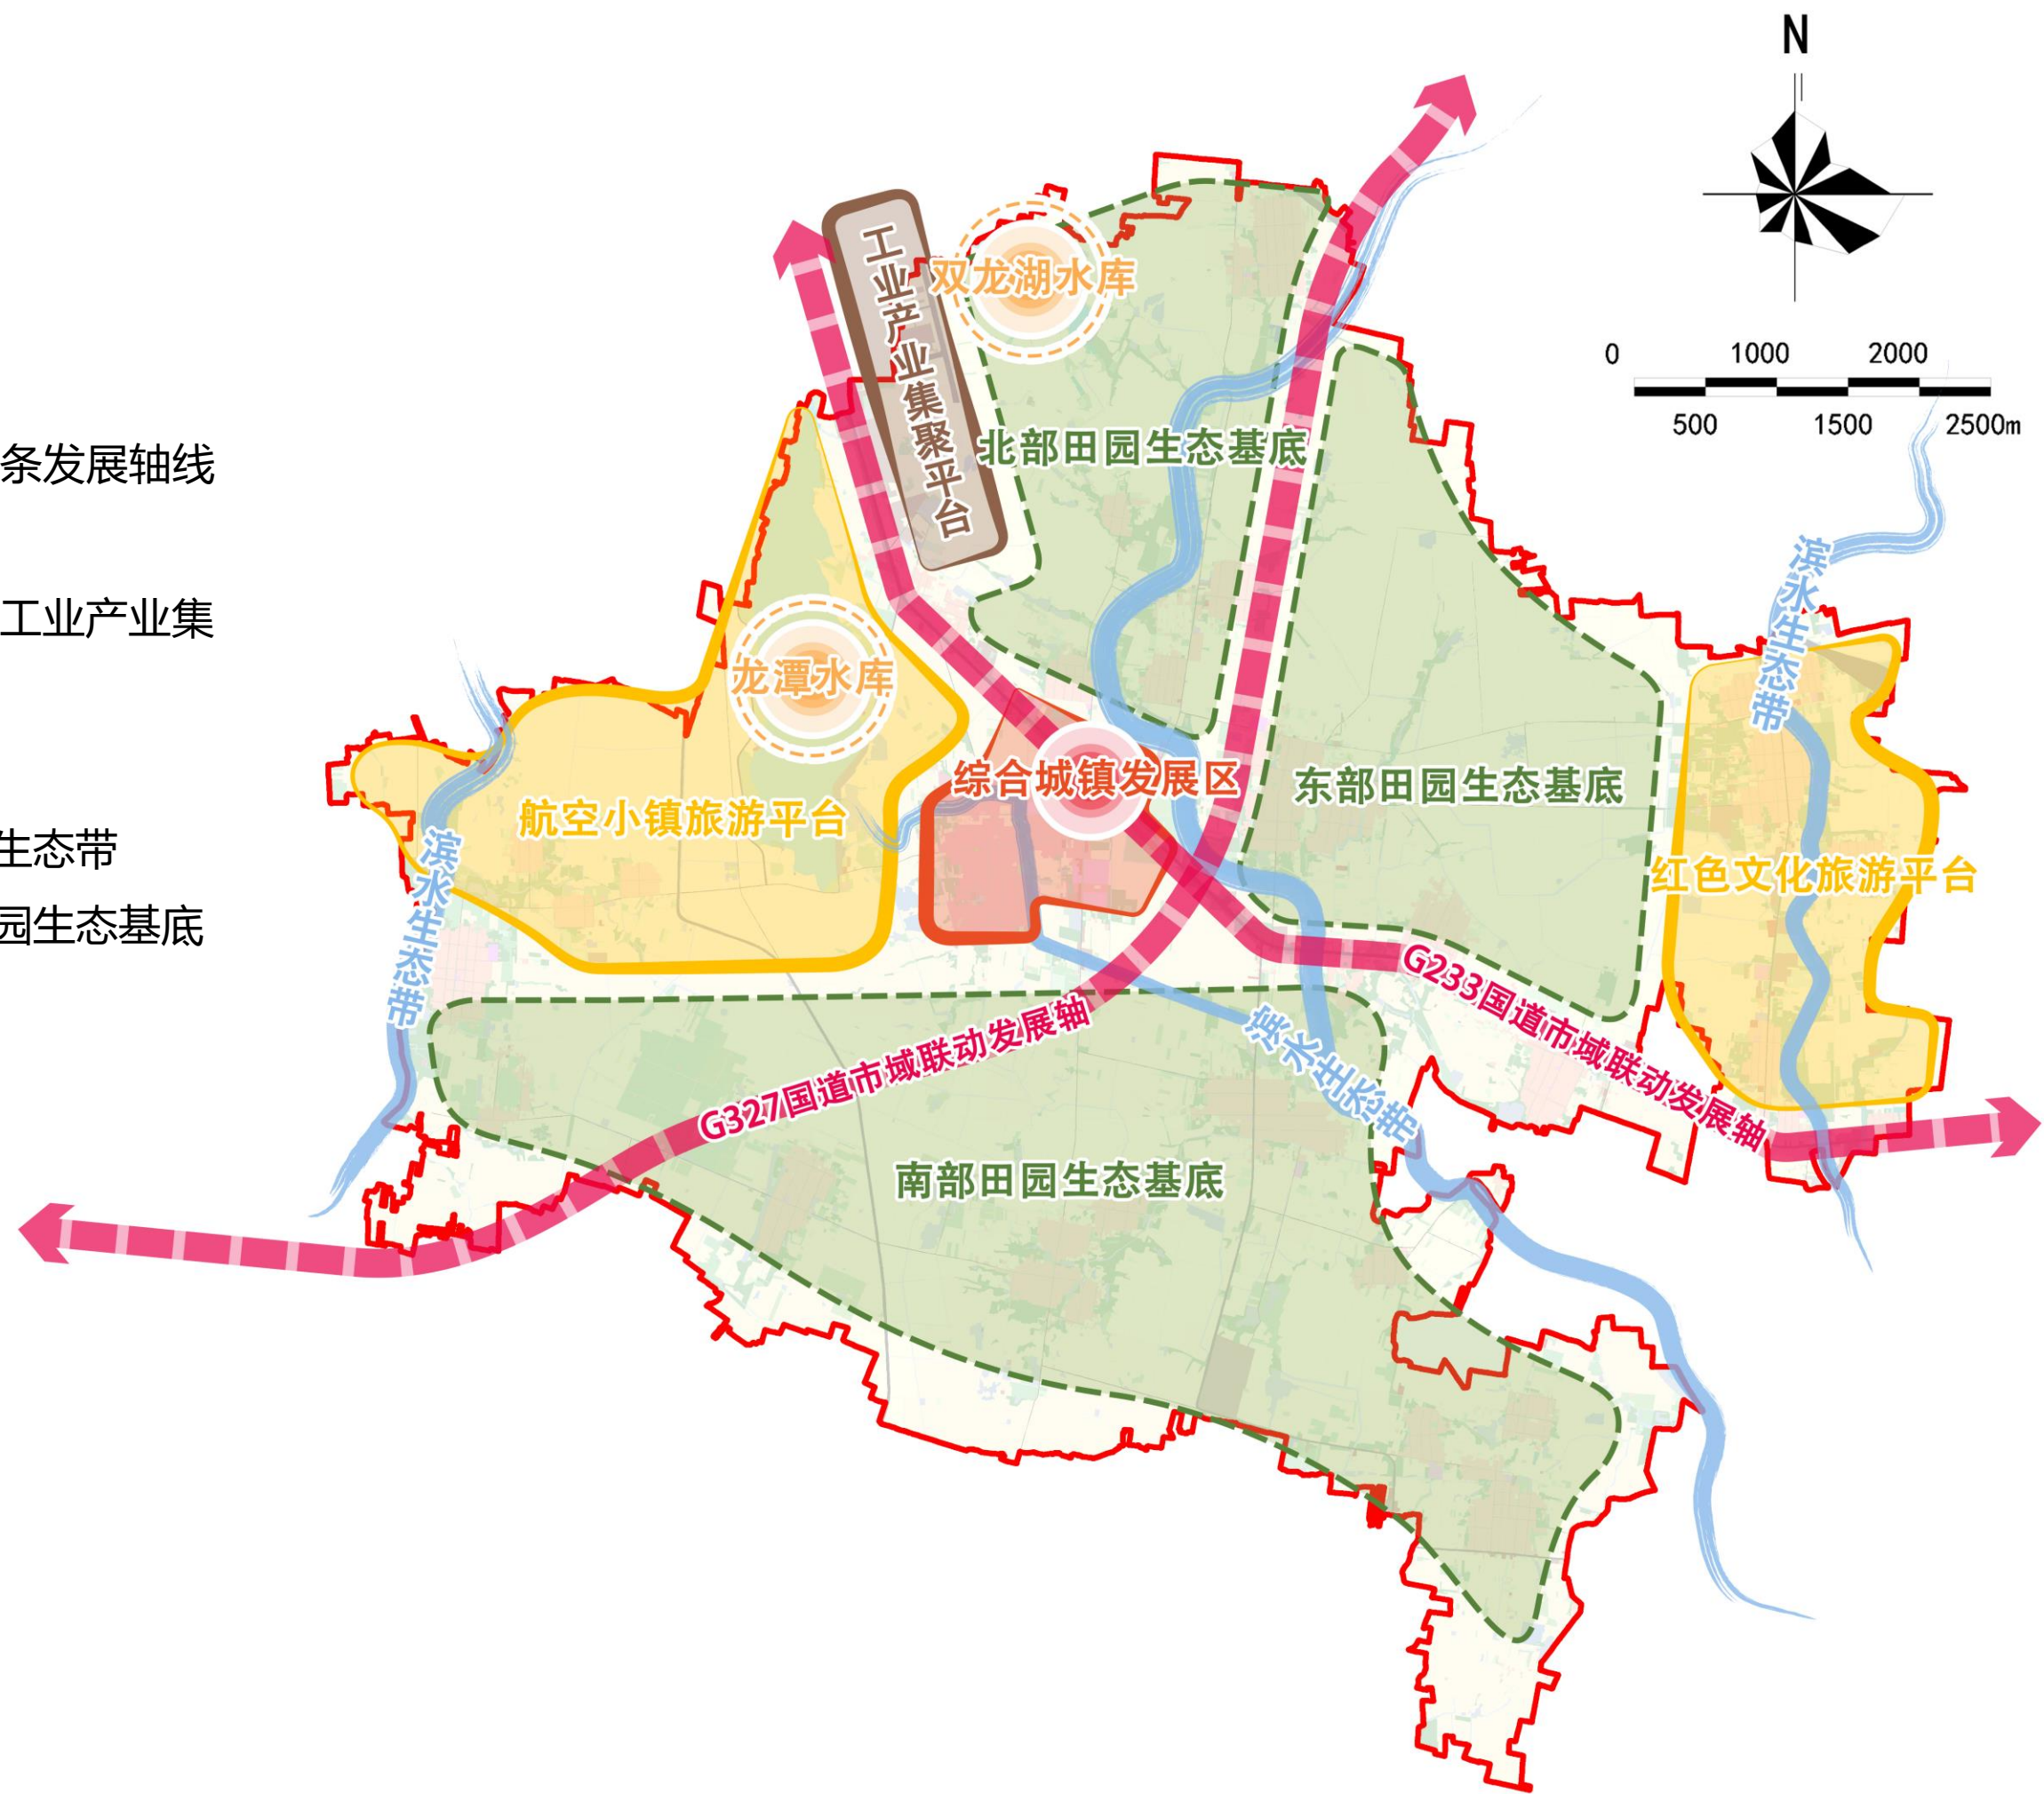 N
0 1000 2000
500 1500 2500m
工业产业集聚平台
双龙湖水库
北部田园生态基底
条发展轴线
工业产业集
生态带
园生态基底
龙潭水库
滨水生态带
综合城镇发展区
东部田园生态基底
航空小镇旅游平台
红色文化旅游平台
滨水生态带
G233国道市域联动发展轴
G327国道市域联动发展轴
滨水生态带
南部田园生态基底